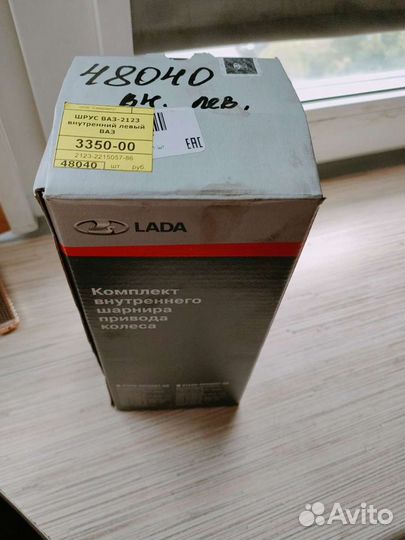 48040
вн. лев.
ШРУС ВАЗ-2123
внутренний левый
ВАЗ
3350-00
2123-2215057-86
48040 шт руб
EAC
LADA
Комплект
внутреннего
шарнира
привода
колеса
Avito